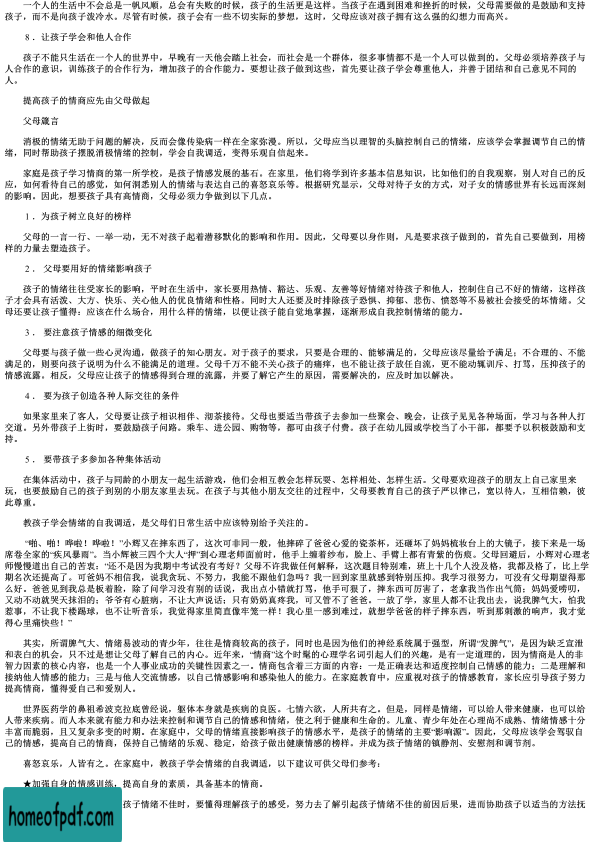 一个人的生活中不会总是一帆风顺，总会有失败的时候，孩子的生活更是这样。当孩子在遇到困难和挫折的时候，父母需要做的是鼓励和支持
孩子，而不是向孩子泼冷水。尽管有时候，孩子会有一些不切实际的梦想，这时，父母应该对孩子拥有这么强的幻想力而高兴。
８．让孩子学会和他人合作
孩子不能只生活在一个人的世界中。早晚有一天他会踏上社会，而社会是一个群体，很多事情都不是一个人可以做到的。父母必须培养孩子与
人合作的意识，训练孩子的合作行为，增加孩子的合作能力。要想让孩子做到这些，首先要让孩子学会尊重他人，并善于团结和自己意见不同的
人。
提高孩子的情商应先由父母做起
父母箴言
消极的情绪无助于问题的解决，反而会像传染病一样在全家弥漫。所以，父母应当以理智的头脑控制自己的情绪，应该学会掌握调节自己的情
绪，同时帮助孩子摆脱消极情绪的控制，学会自我调适，变得乐观自信起来。
家庭是孩子学习情商的第一所学校，是孩子情感发展的基石。在家里，他们将学到许多基本信息知识，比如他们的自我观察，别人对自己的反
应，如何看待自己的感觉，如何洞悉别人的情绪与表达自己的喜怒哀乐等。根据研究显示，父母对待子女的方式，对子女的情感世界有长远而深刻
的影响。因此，想要孩子具有高情商，父母必须力争做到以下几点。
１．为孩子树立良好的榜样
父母的一言一行、一举一动，无不对孩子起着潜移默化的影响和作用。因此，父母要以身作则，凡是要求孩子做到的，首先自己要做到，用榜
样的力量去塑造孩子。
２． 父母要用好的情绪影响孩子
孩子的情绪往往受家长的影响，平时在生活中，家长要用热情、豁达、乐观、友善等好情绪对待孩子和他人，控制住自己不好的情绪，这样孩
子才会具有活泼、大方、快乐、关心他人的优良情绪和性格。同时大人还要及时排除孩子恐惧、抑郁、悲伤、愤怒等不易被社会接受的坏情绪。父
母还要让孩子懂得：应该在什么场合，用什么样的情绪，以便让孩子能自觉地掌握，逐渐形成自我控制情绪的能力。
３． 要注意孩子情感的细微变化
父母要与孩子做一些心灵沟通，做孩子的知心朋友。对于孩子的要求，只要是合理的、能够满足的，父母应该尽量给予满足；不合理的、不能
满足的，则要向孩子说明为什么不能满足的道理。父母千万不能不关心孩子的痛痒，也不能让孩子放任自流，更不能动辄训斥、打骂，压抑孩子的
情感流露。相反，父母应让孩子的情感得到合理的流露，并要了解它产生的原因，需要解决的，应及时加以解决。
４． 要为孩子创造各种人际交往的条件
如果家里来了客人，父母要让孩子相识相伴、沏茶接待。父母也要适当带孩子去参加一些聚会、晚会，让孩子见见各种场面，学习与各种人打
交道。另外带孩子上街时，要鼓励孩子问路。乘车、进公园、购物等，都可由孩子付费。孩子在幼儿园或学校当了小干部，都要予以积极鼓励和支
持。
５． 要带孩子多参加各种集体活动
在集体活动中，孩子与同龄的小朋友一起生活游戏，他们会相互教会怎样玩耍、怎样相处、怎样生活。父母要欢迎孩子的朋友上自己家里来
玩，也要鼓励自己的孩子到别的小朋友家里去玩。在孩子与其他小朋友交往的过程中，父母要教育自己的孩子严以律己，宽以待人，互相信赖，彼
此尊重。
教孩子学会情绪的自我调适，是父母们日常生活中应该特别给予关注的。
“啪、啪！哗啦！哗啦！”小辉又在摔东西了，这次可非同一般，他摔碎了爸爸心爱的瓷茶杯，还砸坏了妈妈梳妆台上的大镜子，接下来是一场
席卷全家的“疾风暴雨”。当小辉被三四个大人“押”到心理老师面前时，他手上缠着纱布，脸上、手臂上都有青紫的伤痕。父母回避后，小辉对心理老
师慢慢道出自己的苦衷：“还不是因为我期中考试没有考好？父母不许我做任何解释，这次题目特别难，班上十几个人没及格，我都及格了，比上学
期名次还提高了。可爸妈不相信我，说我贪玩、不努力，我能不跟他们急吗？我一回到家里就感到特别压抑。我学习很努力，可没有父母期望得那
么好。爸爸见到我总是板着脸，除了问学习没有别的话说，我出点小错就打骂，他手可狠了，摔东西可厉害了，老拿我当作出气筒；妈妈爱唠叨，
又动不动就哭天抹泪的；爷爷有心脏病，不让大声说话；只有奶奶真疼我，可又管不了爸爸，一放了学，家里人都不让我出去，说我脾气大，怕我
惹事，不让我下楼踢球，也不让听音乐，我觉得家里简直像牢笼一样！我心里一感到难过，就想学爸爸的样子摔东西，听到那刺激的响声，我才觉
得心里痛快些！”
其实，所谓脾气大、情绪易波动的青少年，往往是情商较高的孩子，同时也是因为他们的神经系统属于强型，所谓“发脾气”，是因为缺乏宣泄
和表白的机会，只不过是想让父母了解自己的内心。近年来，“情商”这个时髦的心理学名词引起人们的兴趣，是有一定道理的，因为情商是人的非
智力因素的核心内容，也是一个人事业成功的关键性因素之一。情商包含着三方面的内容：一是正确表达和适度控制自己情感的能力；二是理解和
接纳他人情感的能力；三是与他人交流情感，以自己情感影响和感染他人的能力。在家庭教育中，应重视对孩子的情感教育，家长应引导孩子努力
提高情商，懂得爱自己和爱别人。
世界医药学的鼻祖希波克拉底曾经说，躯体本身就是疾病的良医。七情六欲，人所共有之。但是，同样是情绪，可以给人带来健康，也可以给
人带来疾病。而人本来就有能力和办法来控制和调节自己的情感和情绪，使之利于健康和生命的。儿童、青少年处在心理尚不成熟、情绪情感十分
丰富而脆弱，且又复杂多变的时期。在家庭中，父母的情绪直接影响孩子的情感水平，是孩子的情绪的主要“影响源”。因此，父母应该学会驾驭自
己的情感，提高自己的情商，保持自己情绪的乐观、稳定，给孩子做出健康情感的榜样。并成为孩子情绪的镇静剂、安慰剂和调节剂。
喜怒哀乐，人皆有之。在家庭中，教孩子学会情绪的自我调适，以下建议可供父母们参考：
★加强自身的情感训练，提高自身的素质，具备基本的情商。
孩子情绪不佳时，要懂得理解孩子的感受，努力去了解引起孩子情绪不佳的前因后果，进而协助孩子以适当的方法抚
homeofpdf.com